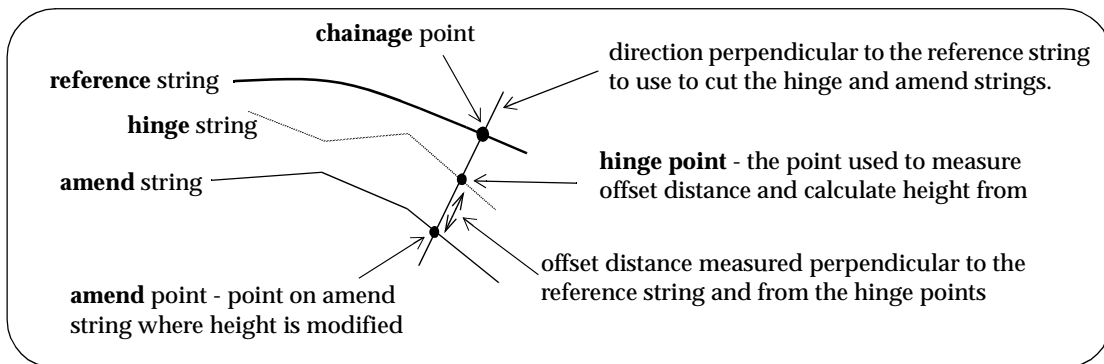 chainage point
direction perpendicular to the reference string
to use to cut the hinge and amend strings.
reference string
hinge string
amend string
hinge point - the point used to measure
offset distance and calculate height from
offset distance measured perpendicular to the
reference string and from the hinge points
amend point - point on amend
string where height is modified